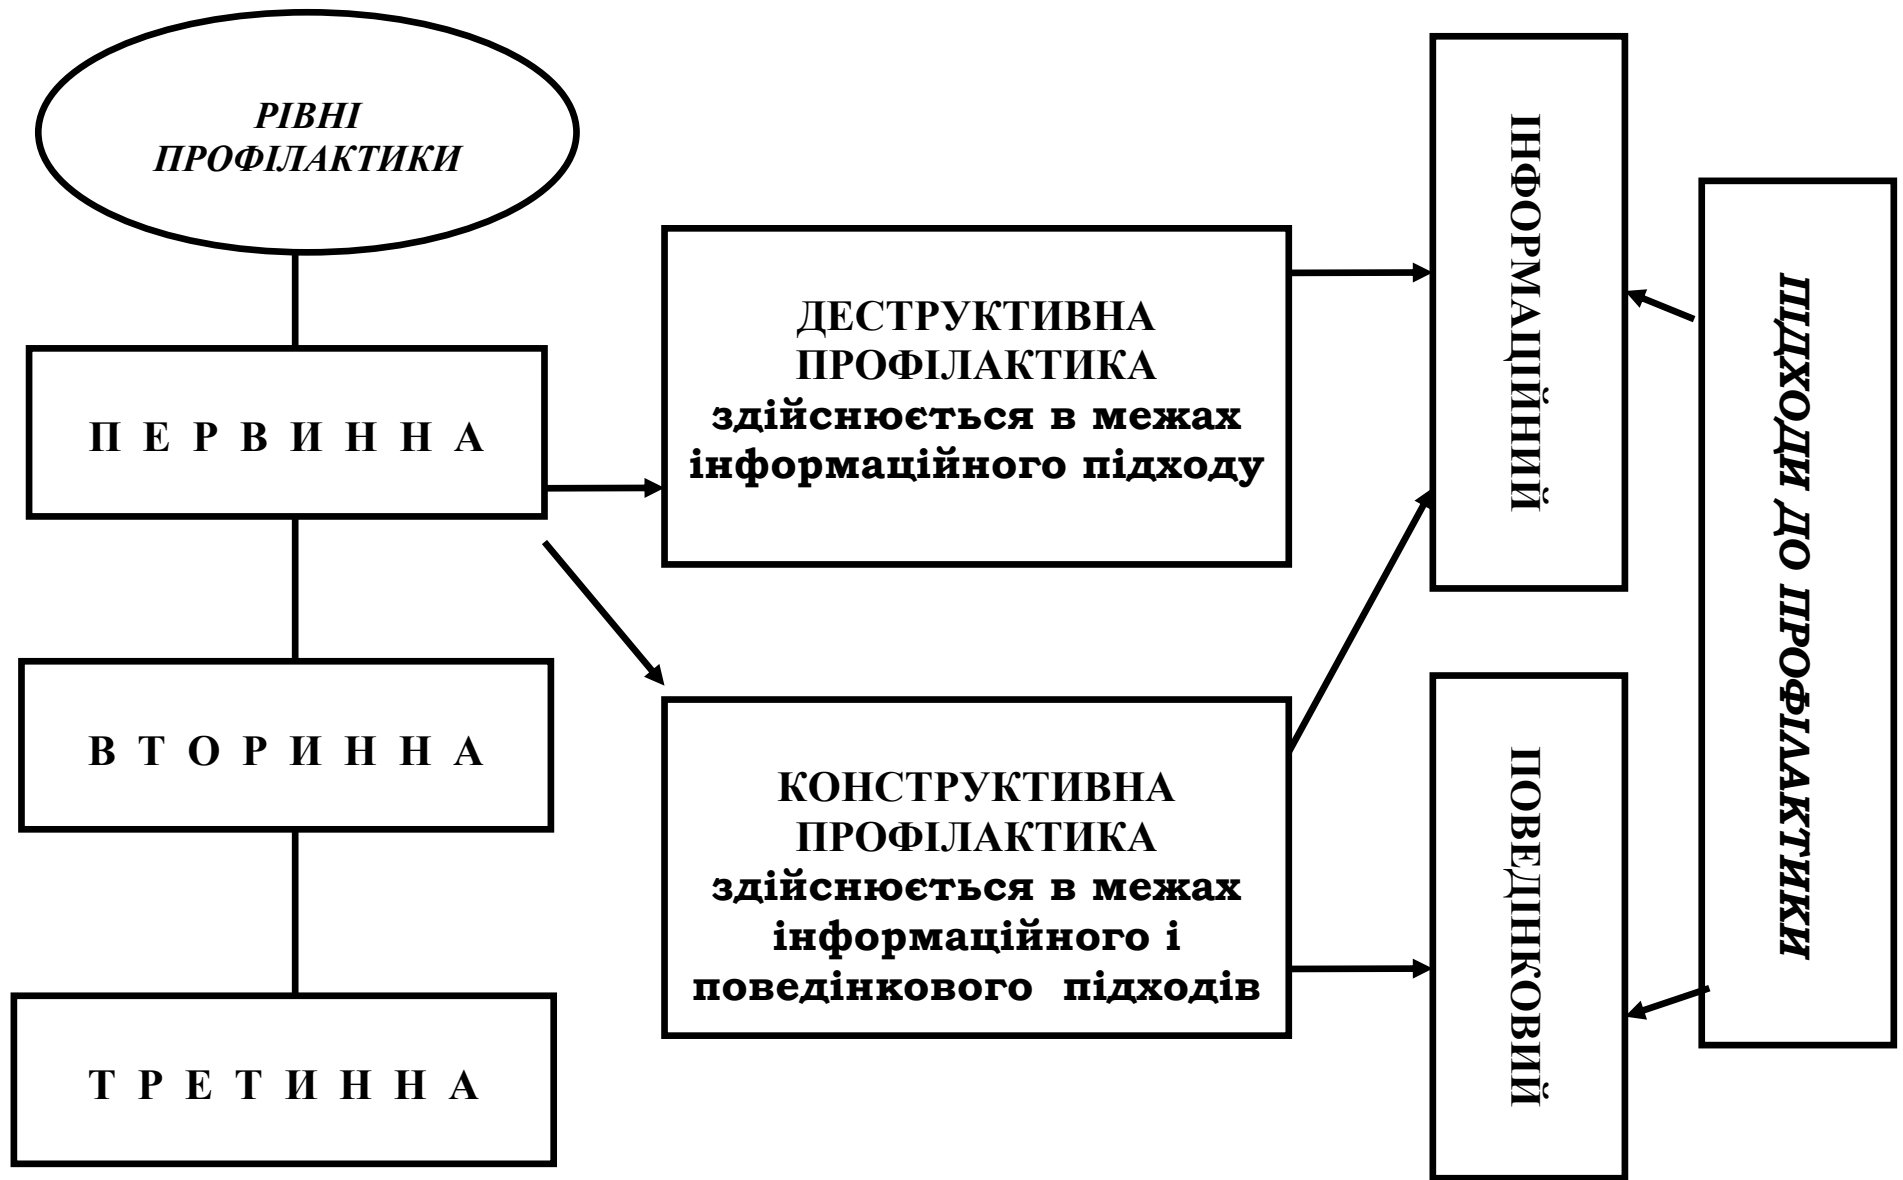 РІВНІ
ПРОФІЛАКТИКИ
П Е Р В И Н Н А
В Т О Р И Н Н А
Т Р Е Т И Н Н А
ДЕСТРУКТИВНА
ПРОФІЛАКТИКА
здійснюється в межах
інформаційного підходу
КОНСТРУКТИВНА
ПРОФІЛАКТИКА
здійснюється в межах
інформаційного і
поведінкового підходів
ІНФОРМАЦІЙНИЙ
ПОВЕДІНКОВИЙ
ПІДХОДИ ДО ПРОФІЛАКТИКИ